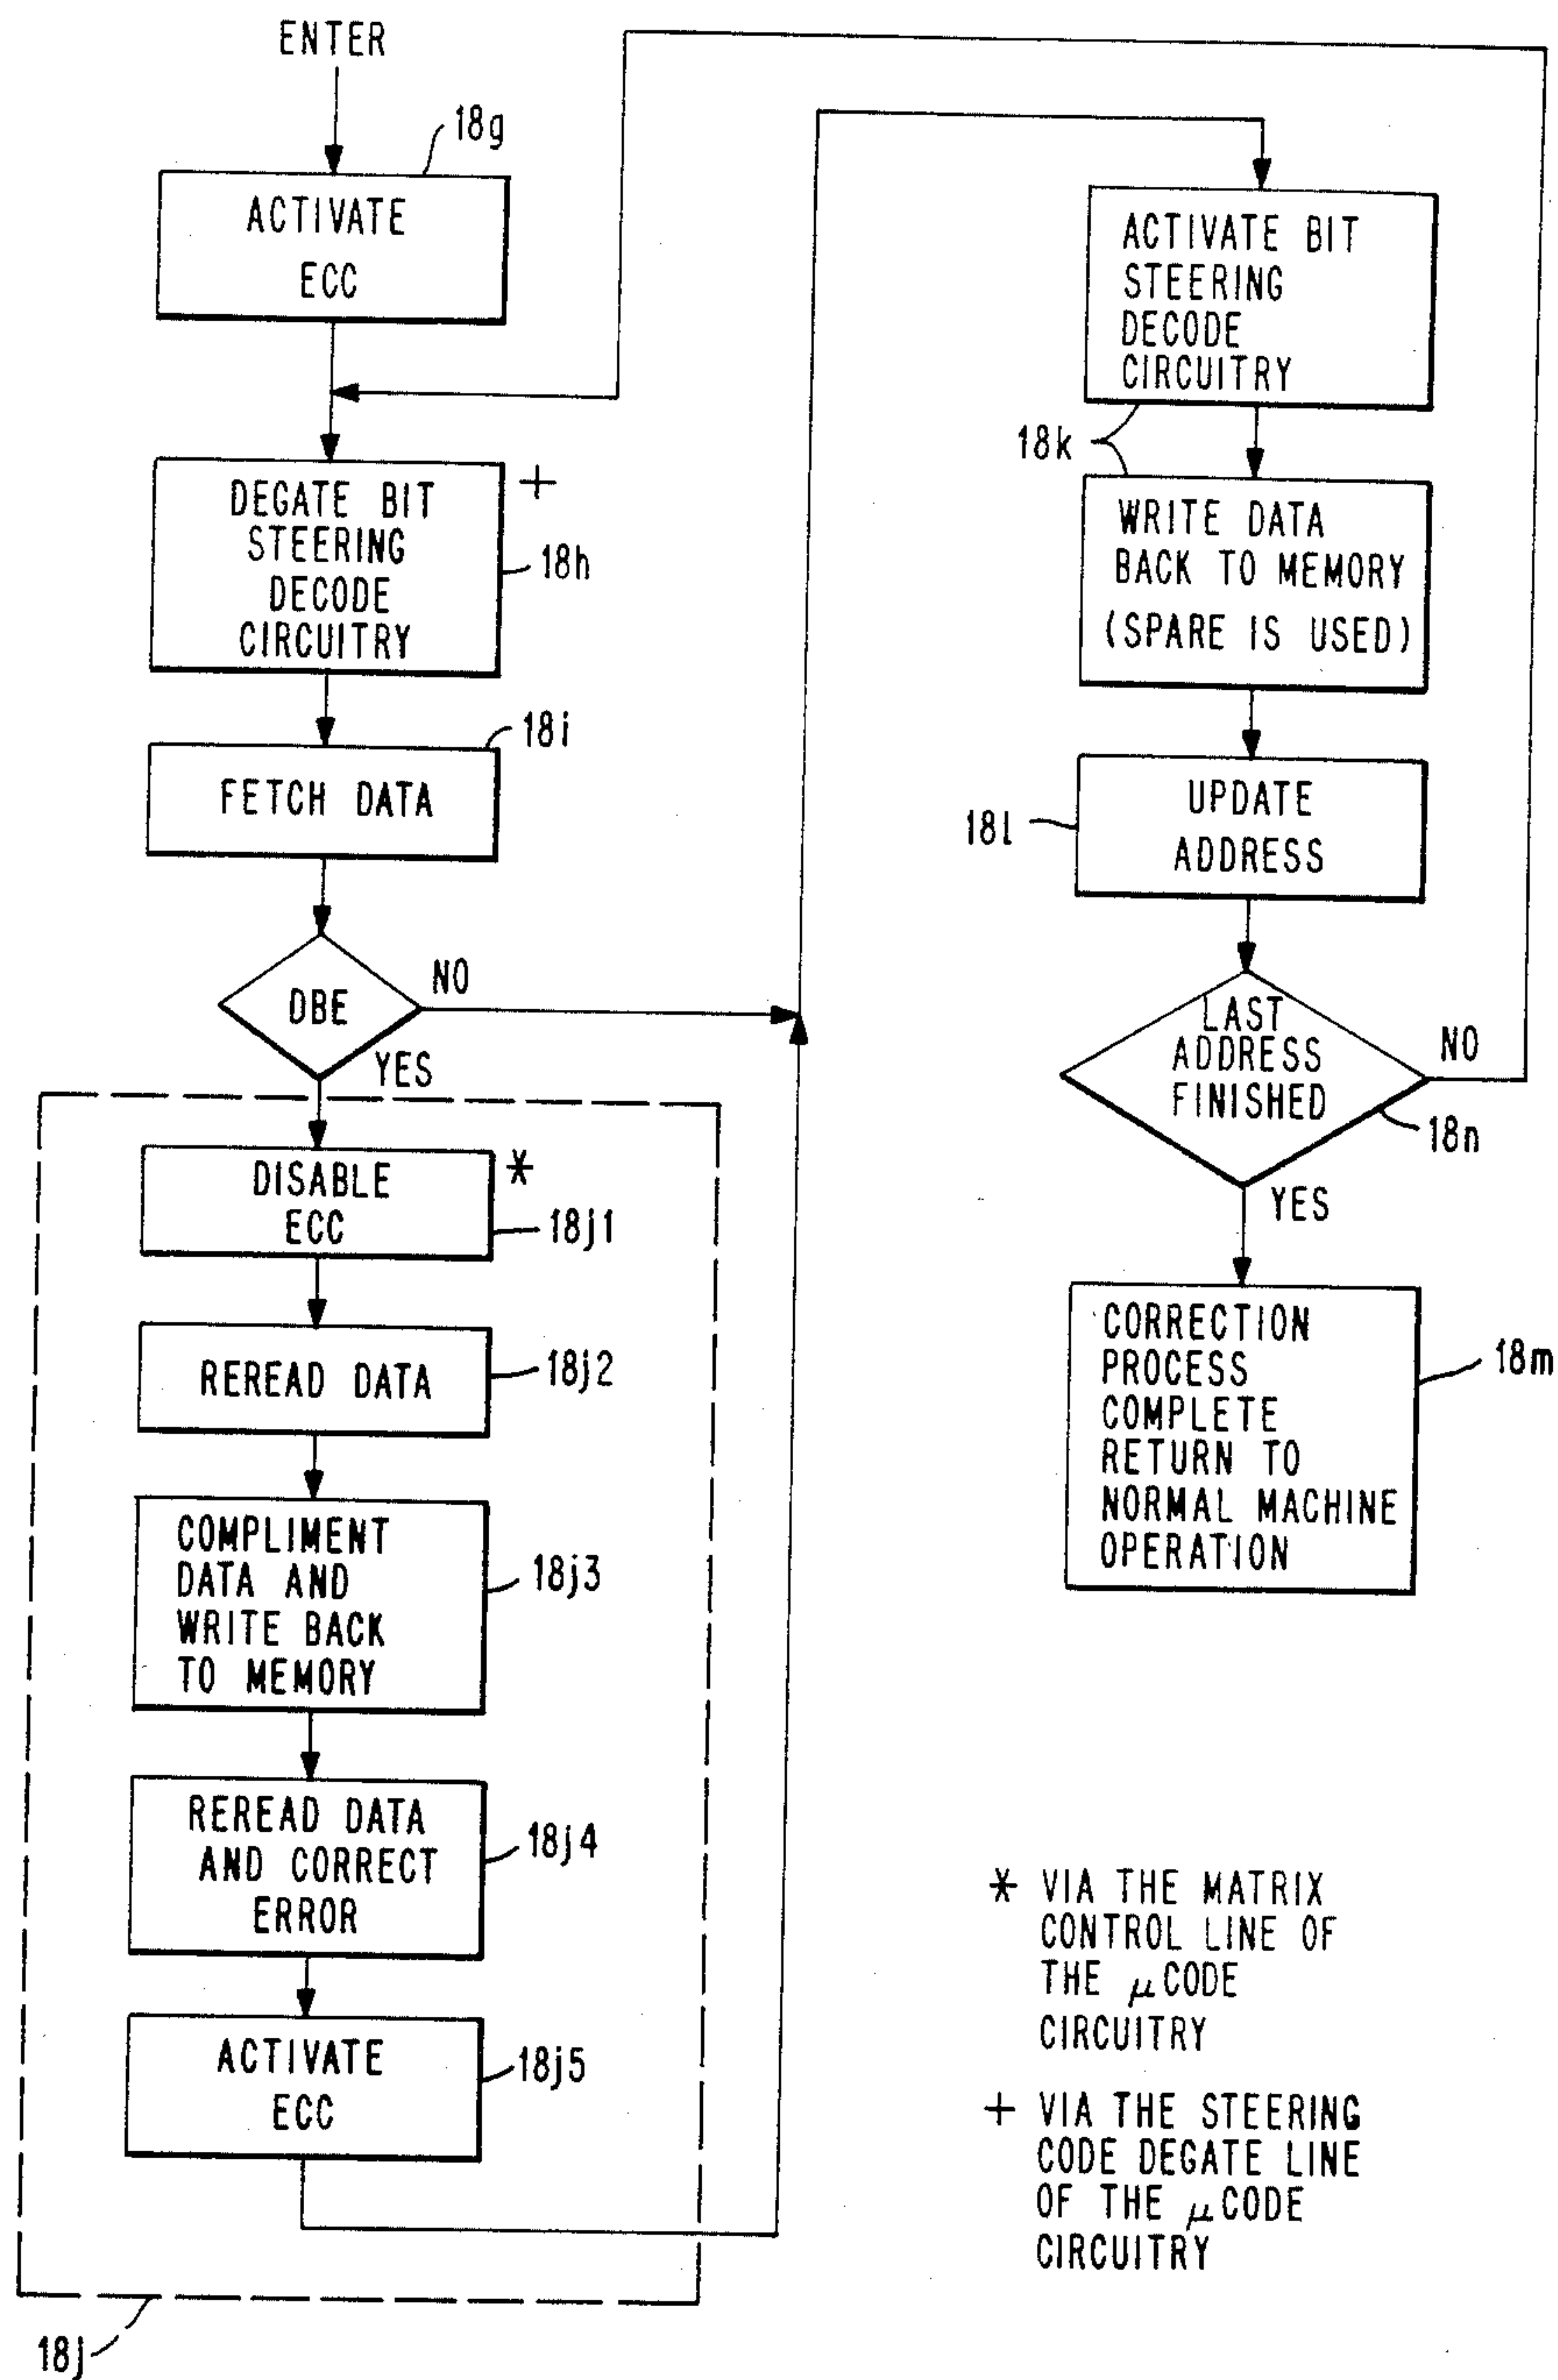 ENTER
18g
ACTIVATE
ECC
DEGATE BIT
STEERING
DECODE
CIRCUITRY
+
18h
18i
FETCH DATA
DBE
NO
YES
DISABLE
ECC
*
18j1
REREAD DATA
18j2
COMPLIMENT
DATA AND
WRITE BACK
TO MEMORY
18j3
REREAD DATA
AND CORRECT
ERROR
18j4
ACTIVATE
ECC
18j5
18j
ACTIVATE BIT
STEERING
DECODE
CIRCUITRY
18k
WRITE DATA
BACK TO MEMORY
(SPARE IS USED)
UPDATE
ADDRESS
18l
LAST
ADDRESS
FINISHED
NO
18n
YES
CORRECTION
PROCESS
COMPLETE
RETURN TO
NORMAL MACHINE
OPERATION
18m
* VIA THE MATRIX
CONTROL LINE OF
THE μCODE
CIRCUITRY
+ VIA THE STEERING
CODE DEGATE LINE
OF THE μCODE
CIRCUITRY